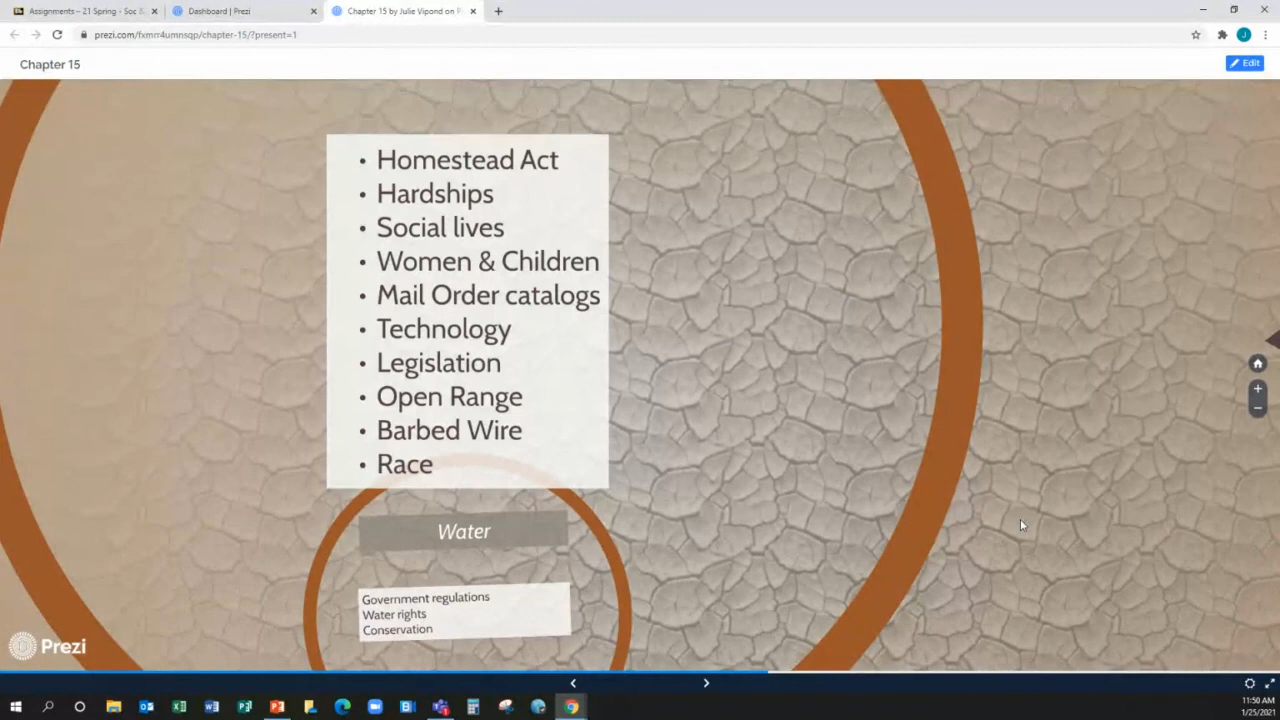 Assignments – 21 Spring - Soc &
Dashboard | Prezi
Chapter 15 by Julie Vipond on P
prezi.com/fxmrr4umnsqp/chapter-15/?present=1
J
Chapter 15
Edit
• Homestead Act
• Hardships
• Social lives
• Women & Children
• Mail Order catalogs
• Technology
• Legislation
• Open Range
• Barbed Wire
• Race
Water
Government regulations
Water rights
Conservation
Prezi
11:50 AM
1/25/2021